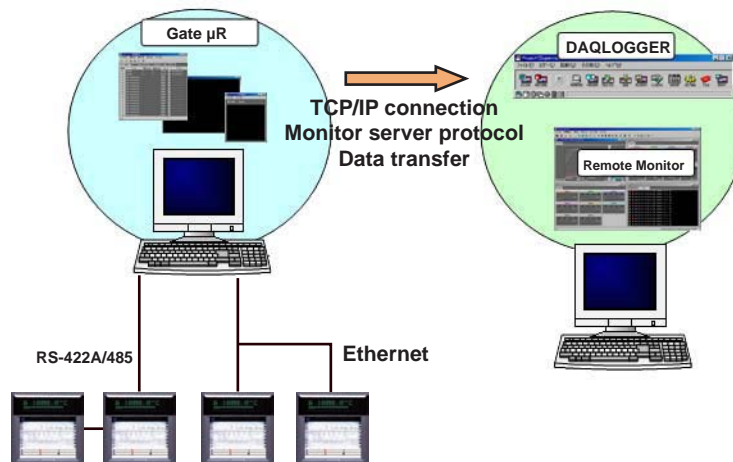 Gate µR
DAQLOGGER
TCP/IP connection
Monitor server protocol
Data transfer
Remote Monitor
RS-422A/485
Ethernet